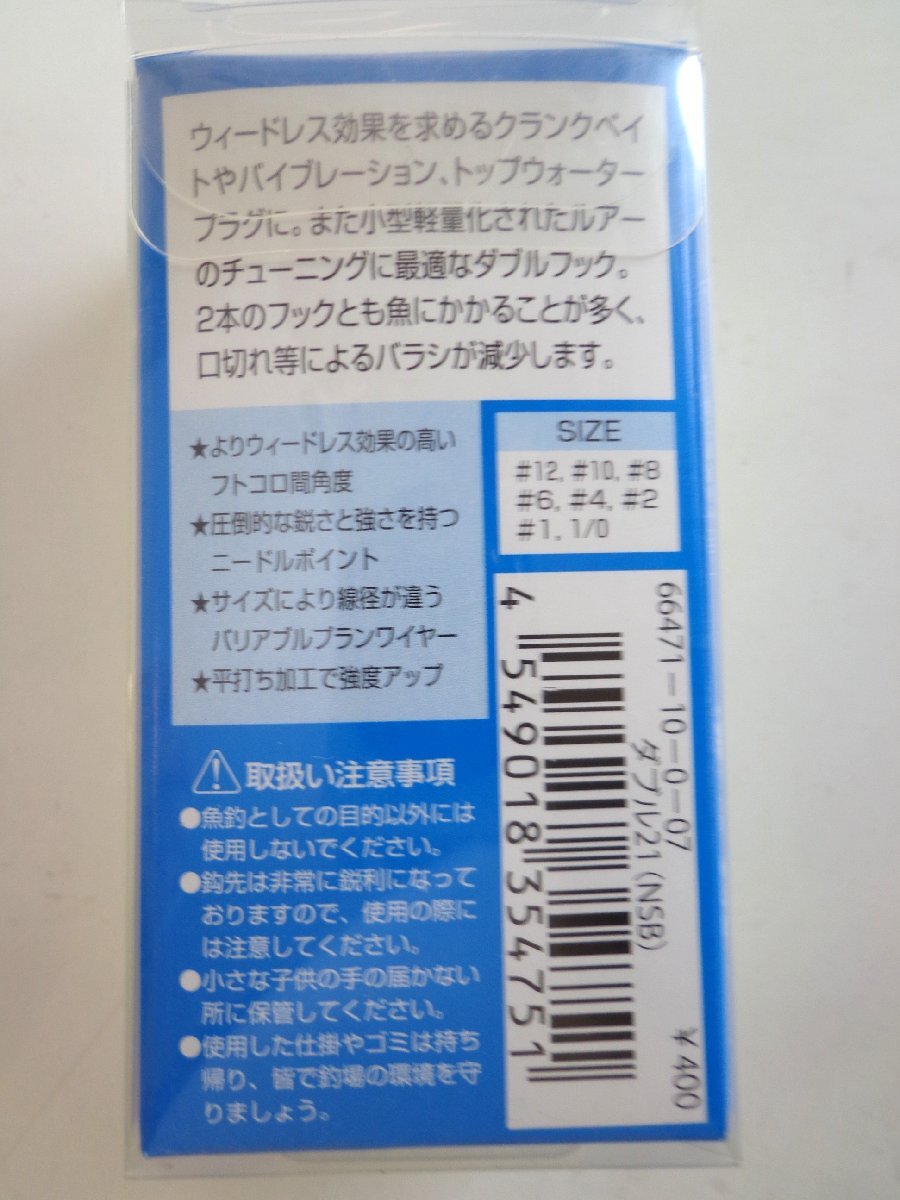 ウィードレス効果を求めるクランクベイ
トやバイブレーション、トップウォーター
プラグに。また小型軽量化されたルアー
のチューニングに最適なダブルフック。
2本のフックとも魚にかかることが多く、
口切れ等によるバラシが減少します。
★よりウィードレス効果の高い
フトコロ間角度
★圧倒的な鋭さと強さを持つ
ニードルポイント
★サイズにより線径が違う
バリアブルブランワイヤー
★平打ち加工で強度アップ
SIZE
#12, #10, #8
#6, #4, #2
#1, 1/0
66471-10-0-07
ダブル21(NSB)
¥400
4 549018 354751
取扱い注意事項
●魚釣としての目的以外には
使用しないでください。
●鈎先は非常に鋭利になって
おりますので、使用の際に
は注意してください。
●小さな子供の手の届かない
所に保管してください。
●使用した仕掛やゴミは持ち
帰り、皆で釣場の環境を守
りましょう。